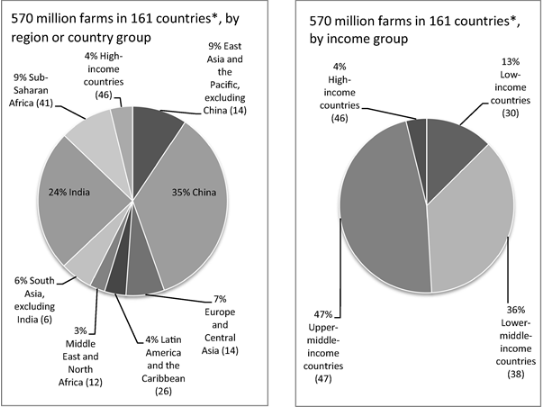 570 million farms in 161 countries*, by
region or country group
4% High-
income
countries
(46)
9% East
Asia and
the
Pacific,
excluding
China (14)
9% Sub-
Saharan
Africa (41)
24% India
35% China
6% South
Asia,
excluding
India (6)
3%
Middle
East and
North
Africa (12)
4% Latin
America
and the
Caribbean
(26)
7%
Europe and
Central
Asia (14)
570 million farms in 161 countries*,
by income group
4%
High-
income
countries
(46)
13%
Low-
income
countries
(30)
47%
Upper-
middle-
income
countries
(47)
36%
Lower-
middle-
income
countries
(38)